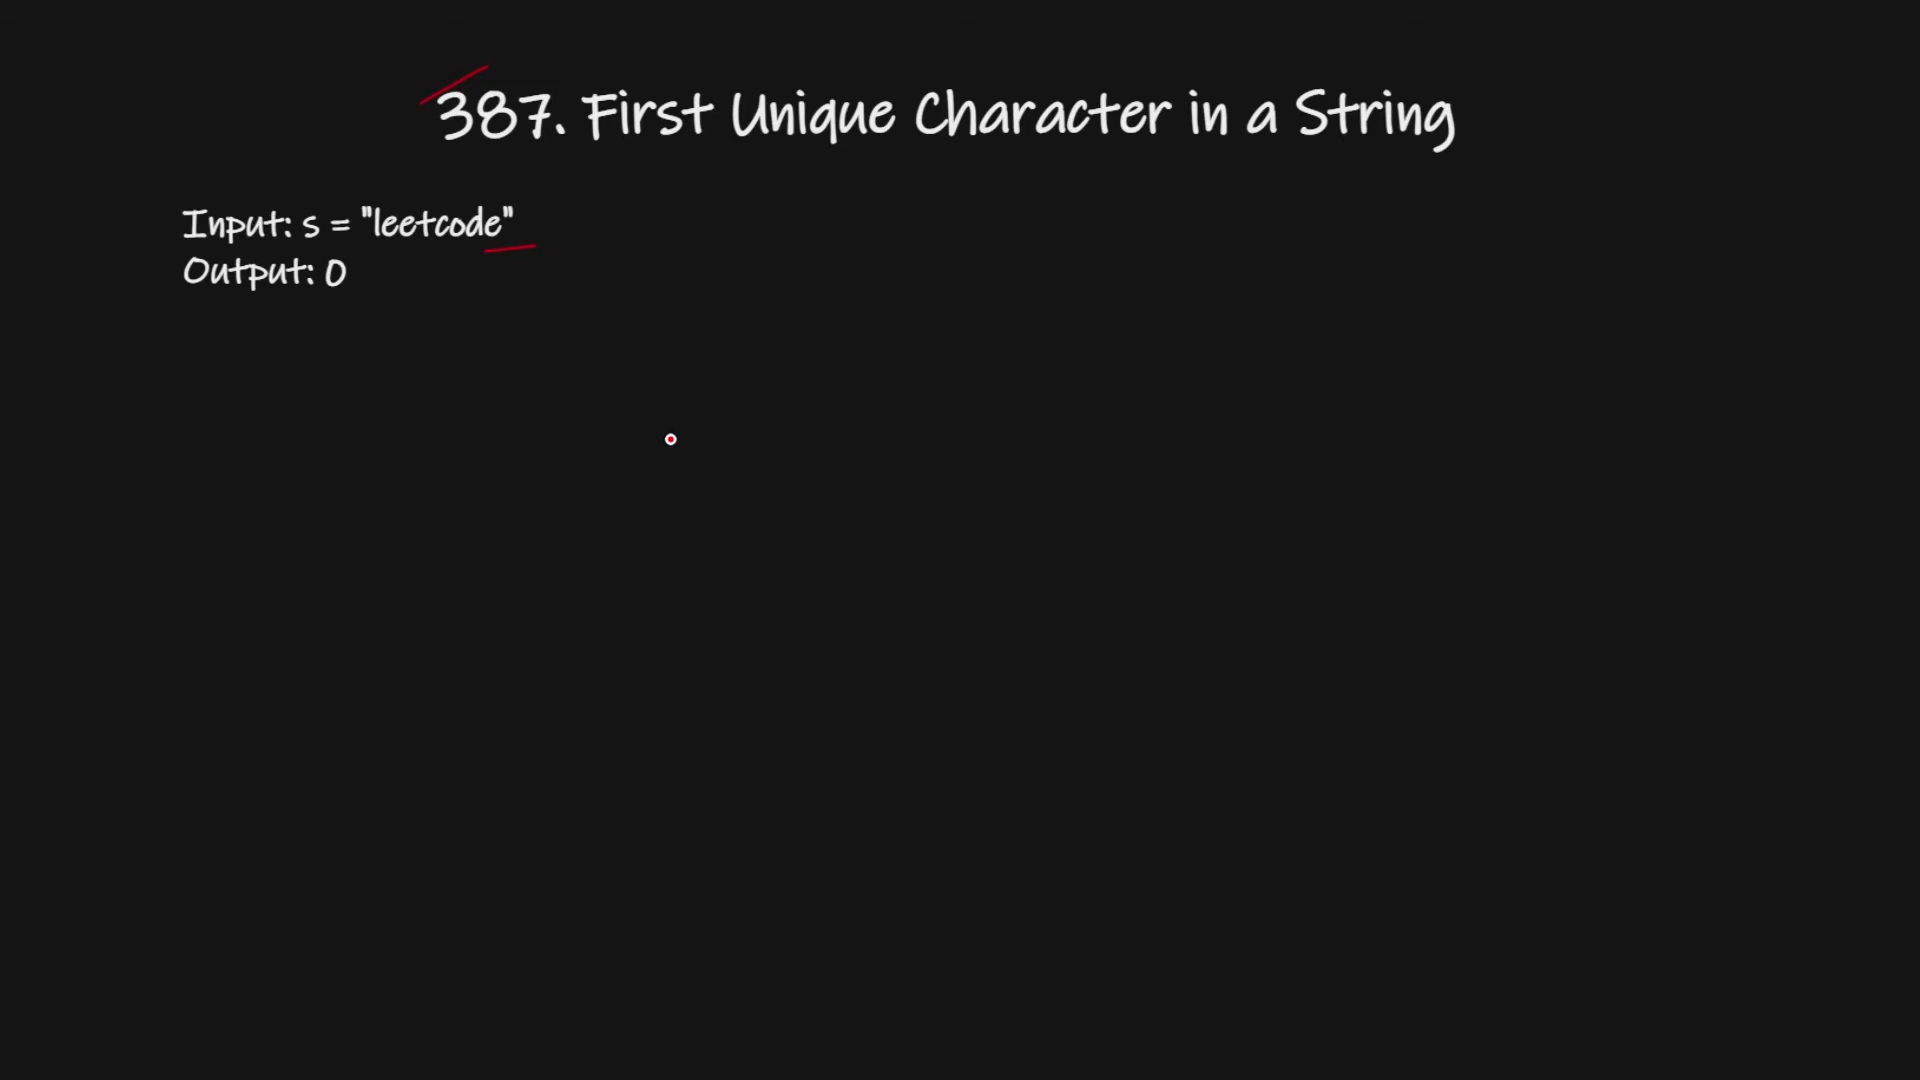 387. First Unique Character in a String
Input: s = "leetcode"
Output: 0